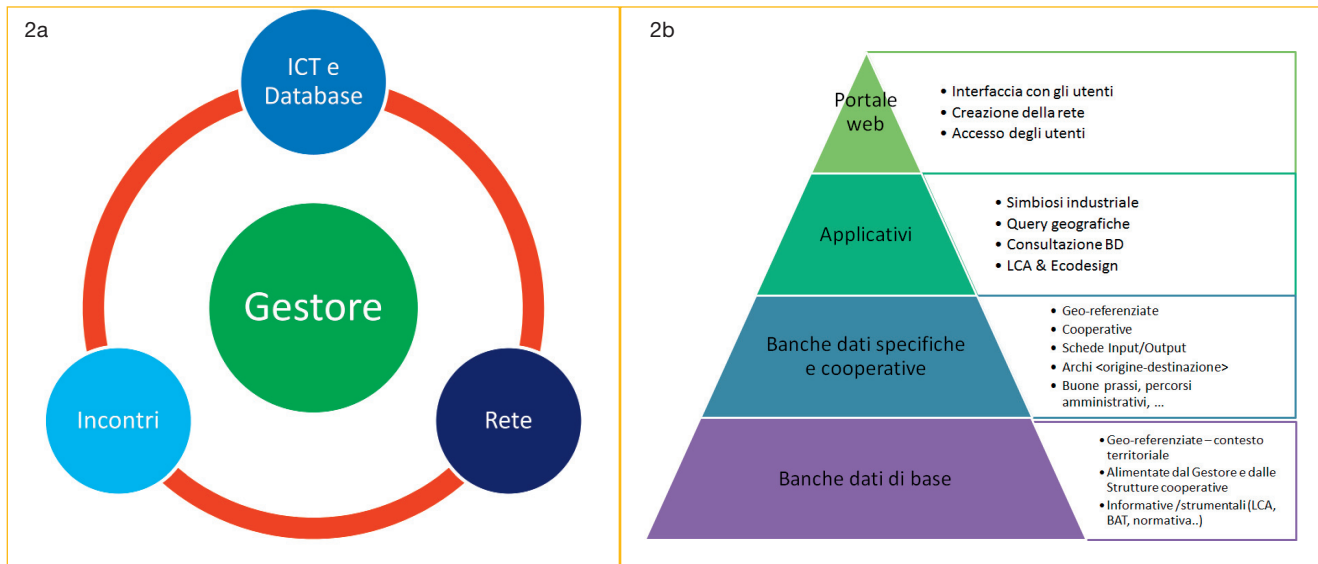 2a
ICT e
Database
Gestore
Incontri
Rete
2b
Portale
web
• Interfaccia con gli utenti
• Creazione della rete
• Accesso degli utenti
Applicativi
• Simbiosi industriale
• Query geografiche
• Consultazione BD
• LCA & Ecodesign
Banche dati specifiche
e cooperative
• Geo-referenziate
• Cooperative
• Schede Input/Output
• Archi <origine-destinazione>
• Buone prassi, percorsi
amministrativi, ...
Banche dati di base
• Geo-referenziate – contesto
territoriale
• Alimentate dal Gestore e dalle
Strutture cooperative
• Informative /strumentali (LCA,
BAT, normativa..)